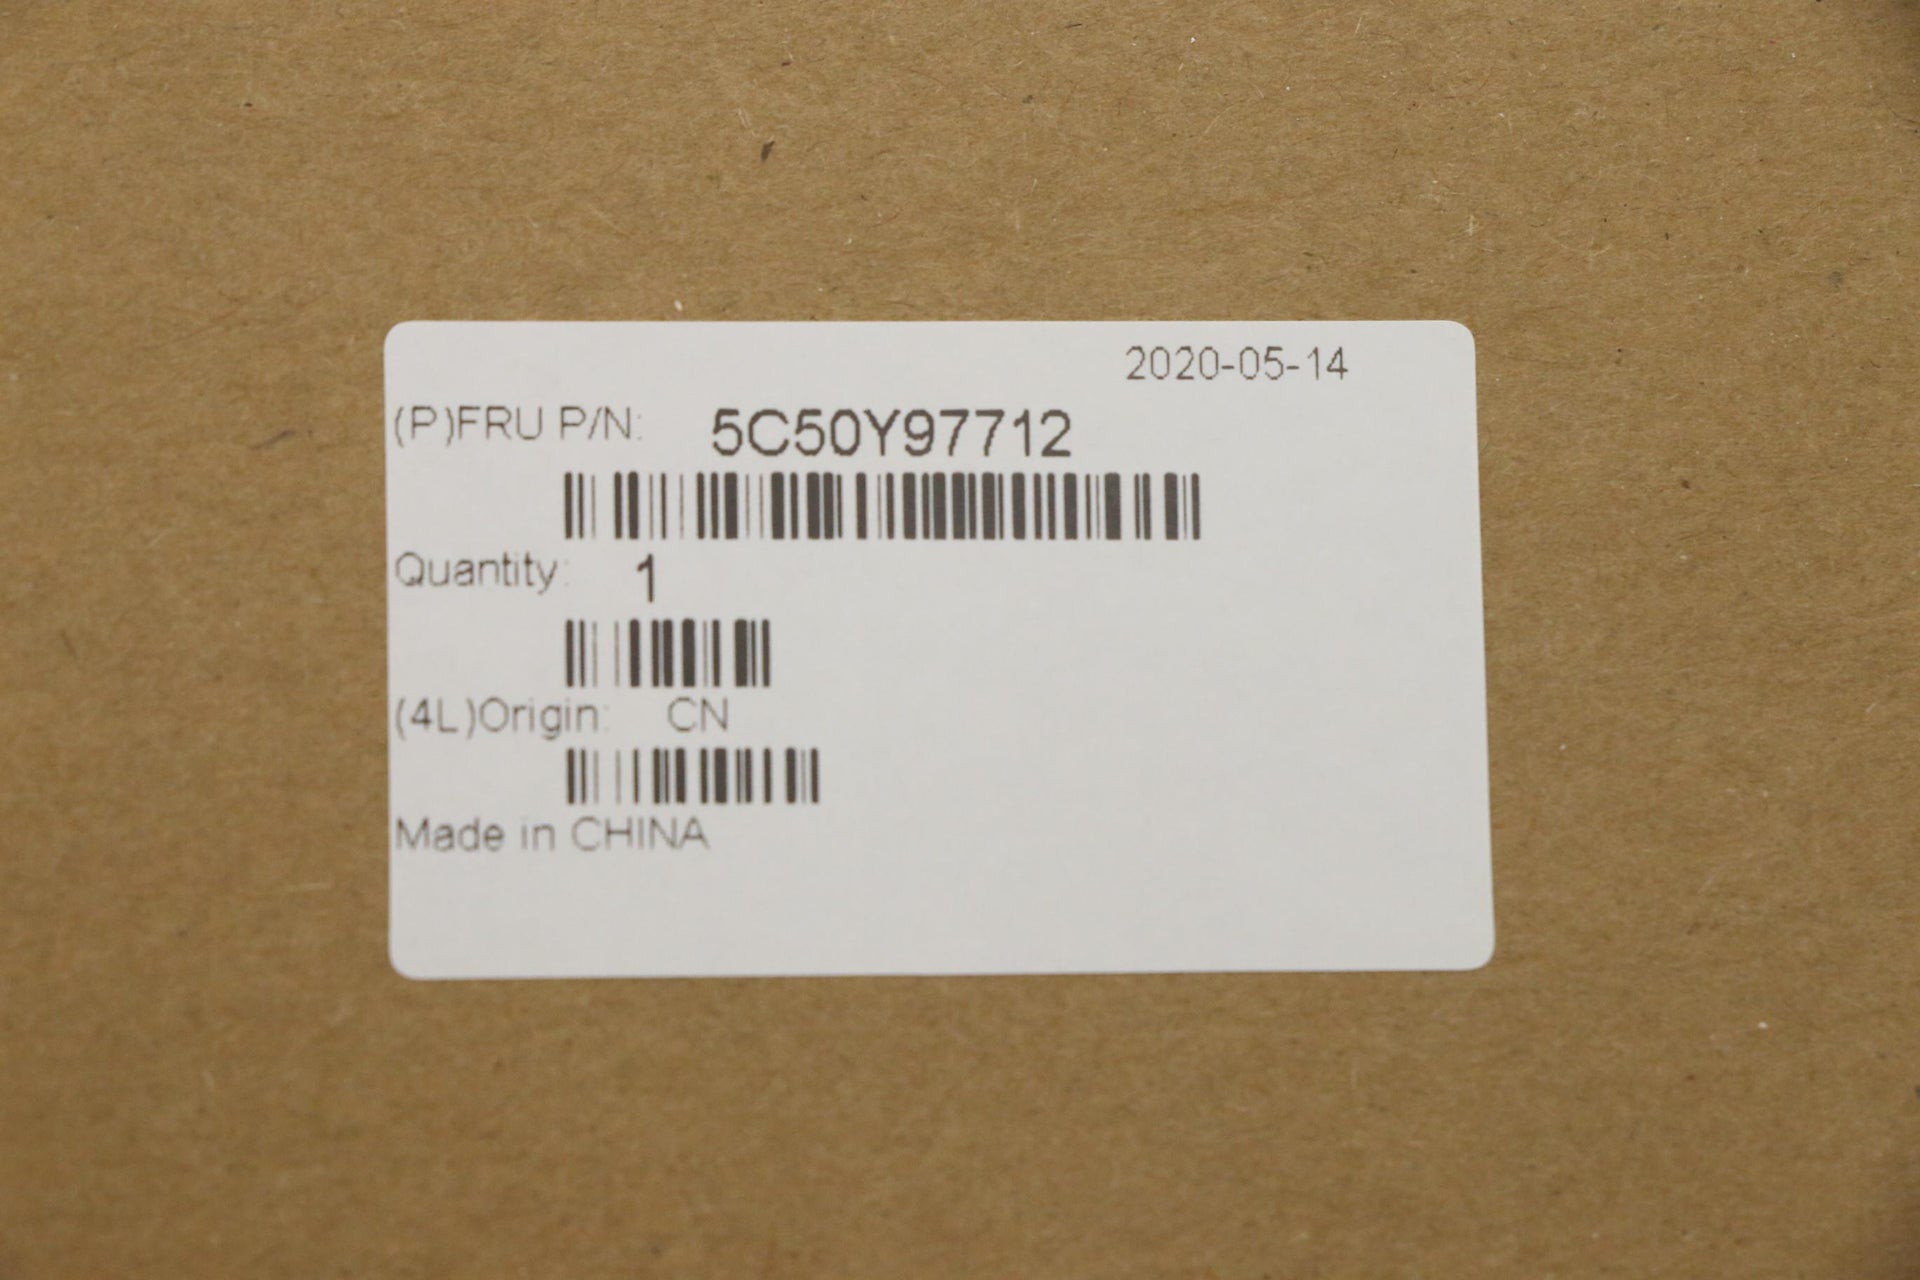 2020-05-14
(P)FRU P/N: 5C50Y97712
Quantity: 1
(4L)Origin: CN
Made in CHINA